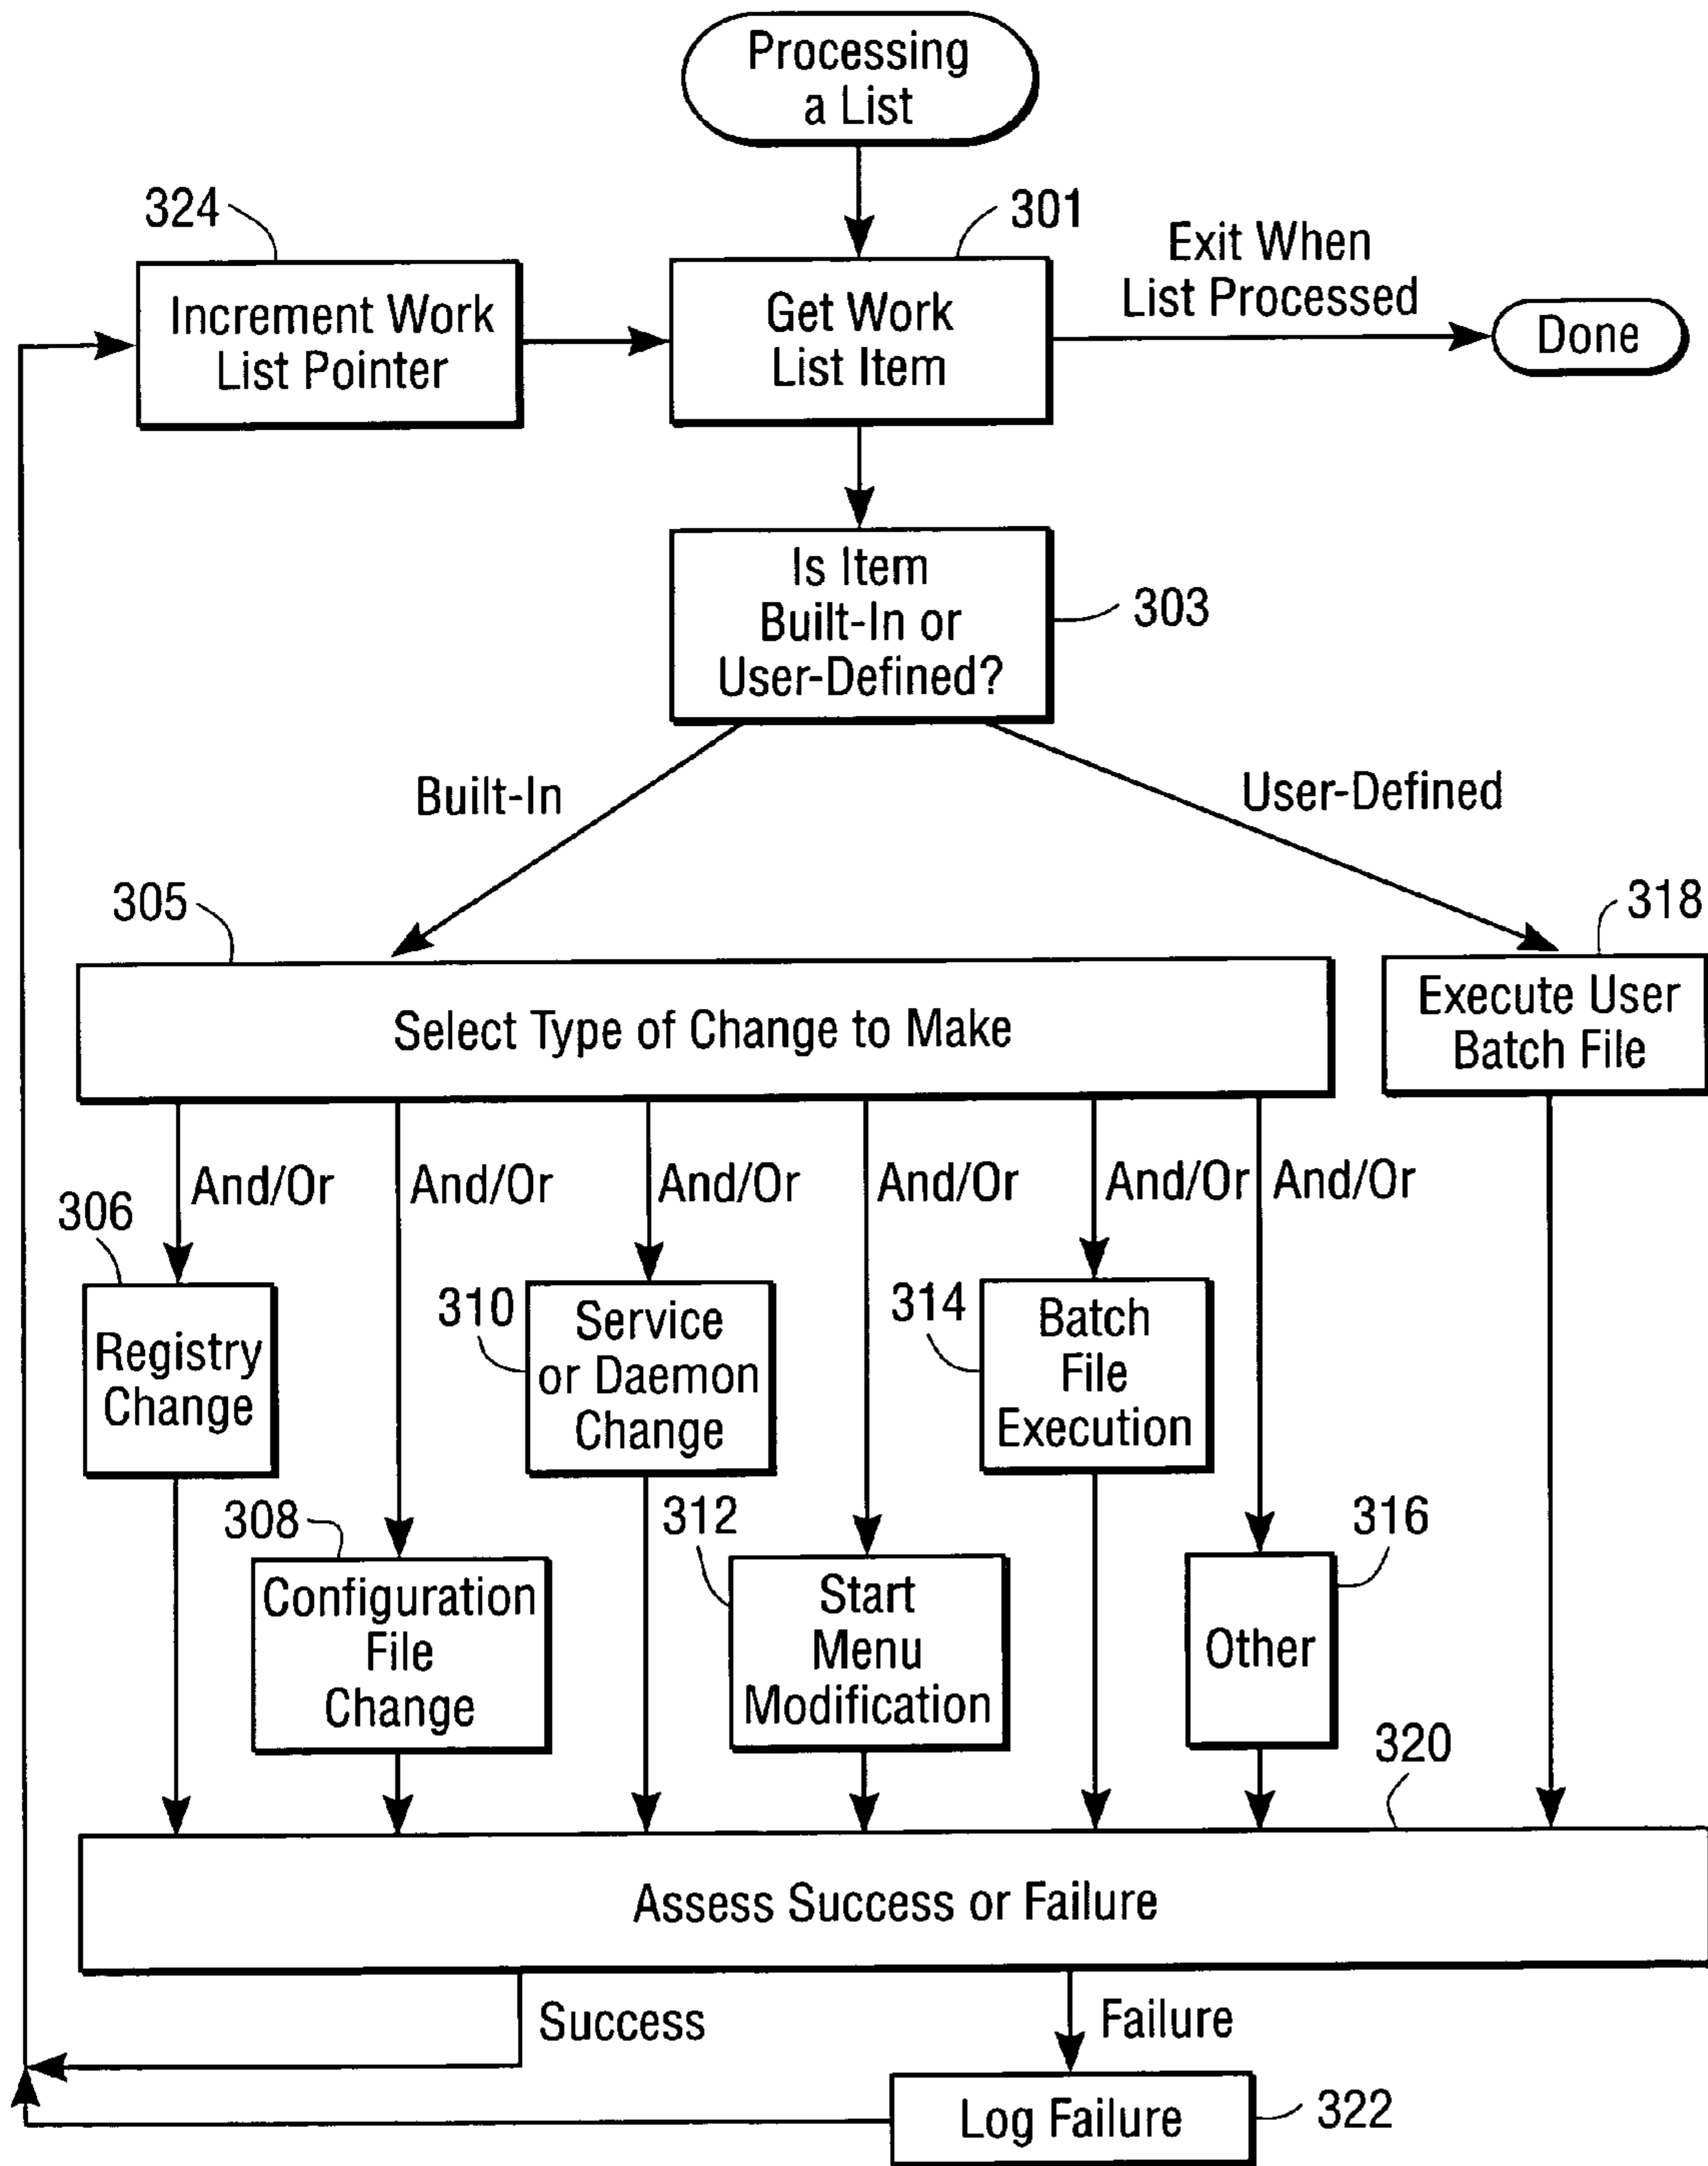 Processing
a List
324
301
Exit When
List Processed
Increment Work
List Pointer
Get Work
List Item
Done
Is Item
Built-In or
User-Defined?
303
Built-In
User-Defined
305
318
Select Type of Change to Make
Execute User
Batch File
And/Or
And/Or
And/Or
And/Or
And/Or
And/Or
306
Registry
Change
310
Service
or Daemon
Change
314
Batch
File
Execution
308
Configuration
File
Change
312
Start
Menu
Modification
316
Other
320
Assess Success or Failure
Success
Failure
Log Failure
322